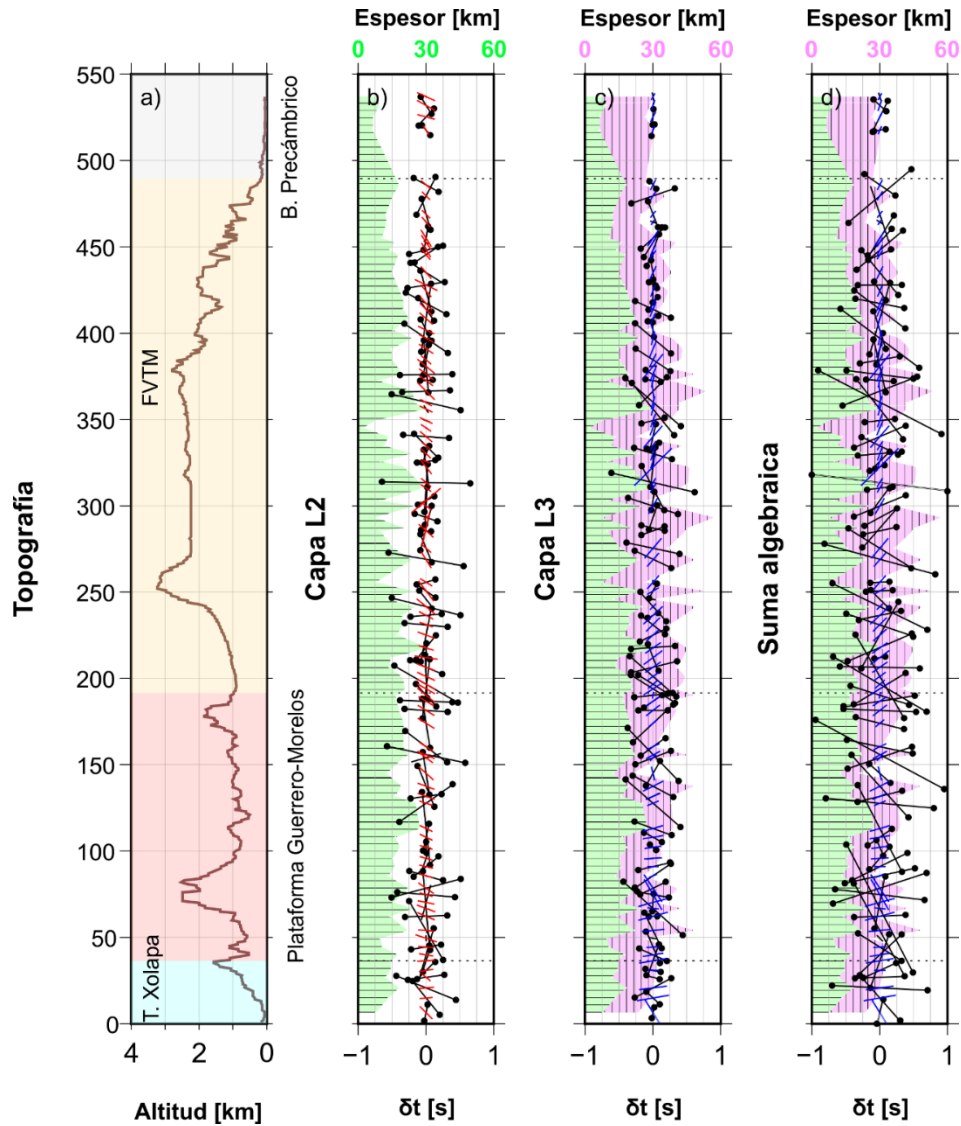 Espesor [km]
Espesor [km]
Espesor [km]
0 30 60
0 30 60
0 30 60
550
500
450
400
350
300
250
200
150
100
50
0
a)
b)
c)
d)
B. Precámbrico
FVTM
Plataforma Guerrero-Morelos
T. Xolapa
Topografía
Capa L2
Capa L3
Suma algebraica
4 2 0
−1 0 1
−1 0 1
−1 0 1
Altitud [km]
δt [s]
δt [s]
δt [s]